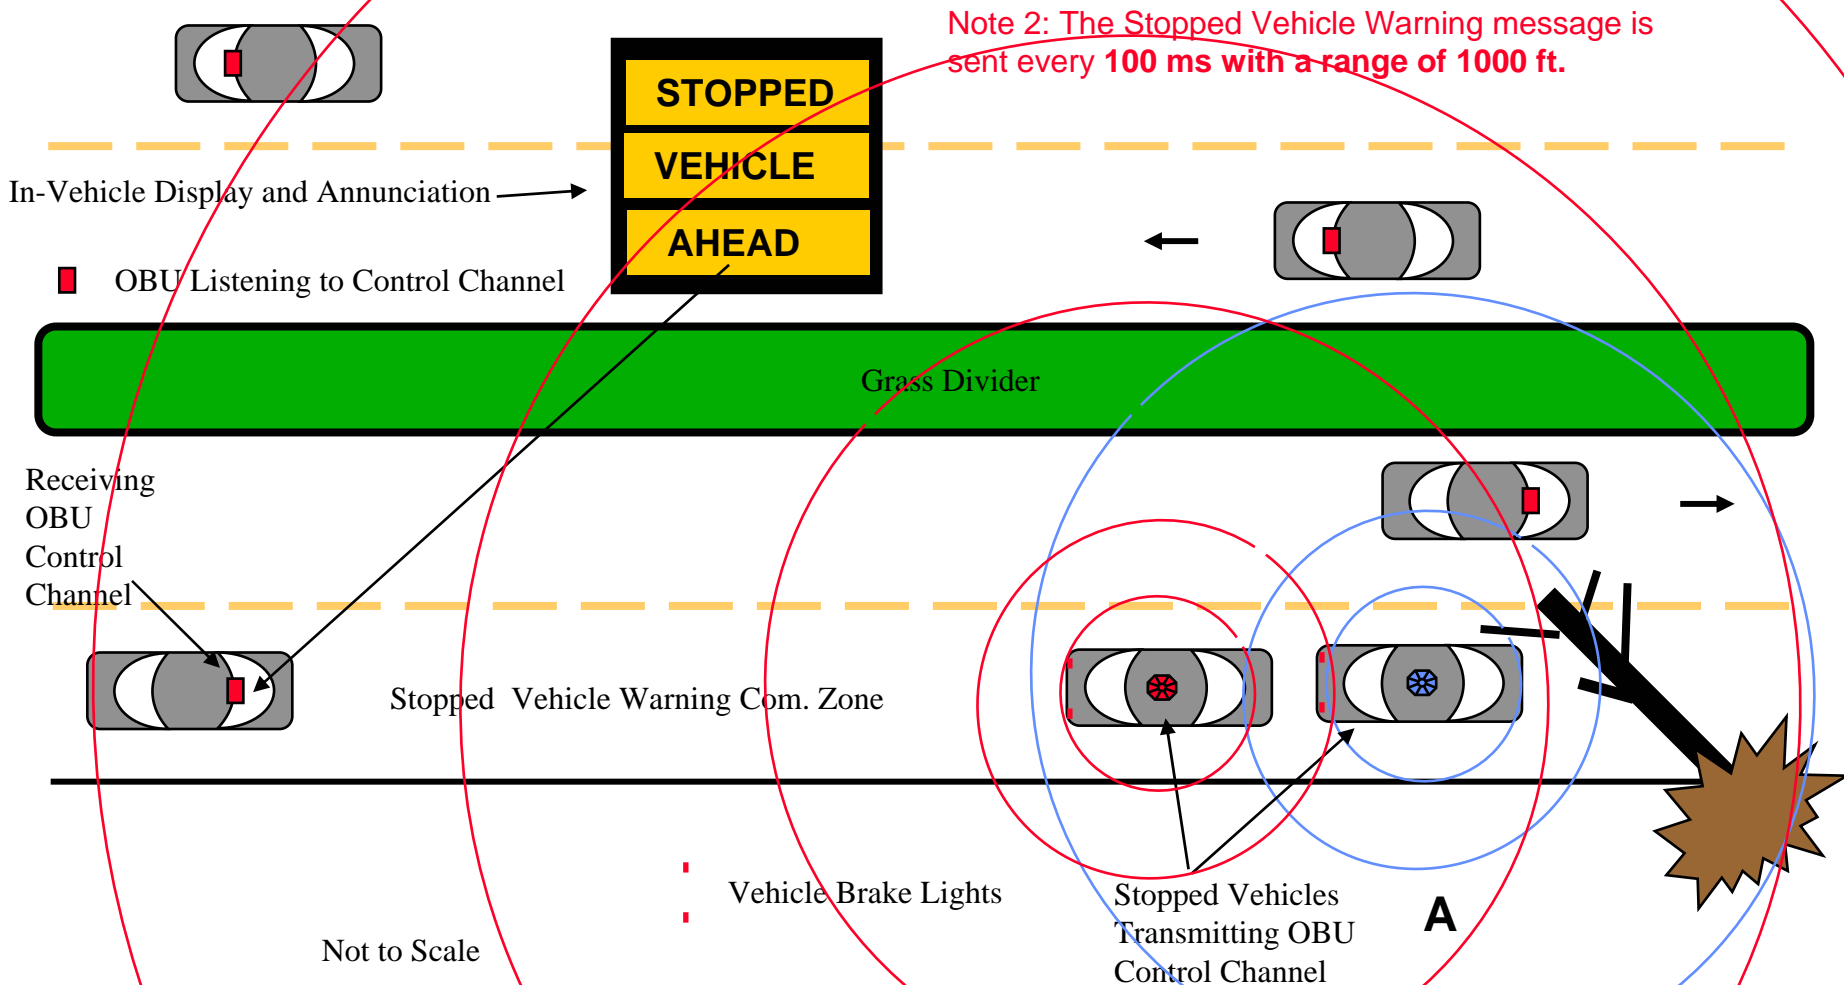 Note 2: The Stopped Vehicle Warning message is
sent every 100 ms with a range of 1000 ft.
STOPPED
VEHICLE
AHEAD
In-Vehicle Display and Annunciation
OBU Listening to Control Channel
Grass Divider
Receiving
OBU
Control
Channel
Stopped Vehicle Warning Com. Zone
Vehicle Brake Lights
Stopped Vehicles
Transmitting OBU
Control Channel
A
Not to Scale